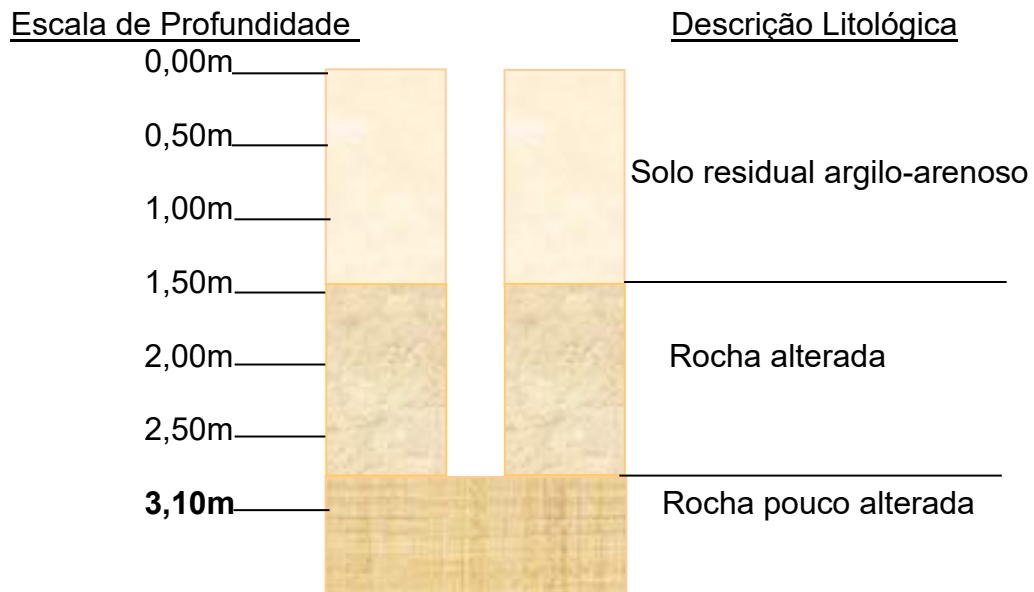 Escala de Profundidade
Descrição Litológica
0,00m
0,50m
Solo residual argilo-arenoso
1,00m
1,50m
2,00m
Rocha alterada
2,50m
3,10m
Rocha pouco alterada